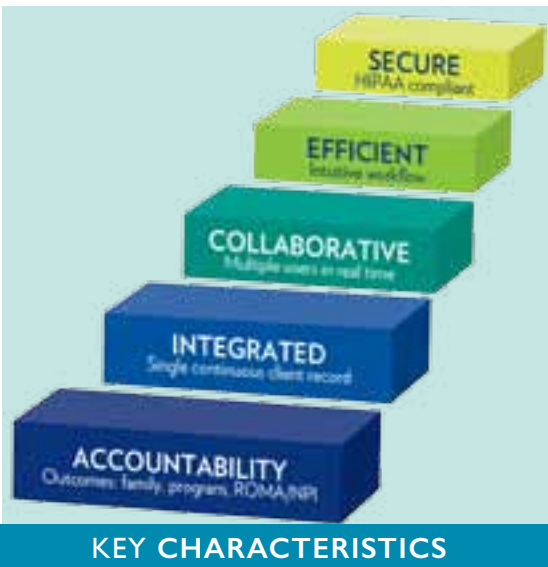 SECURE
HIPAA compliant
EFFICIENT
Intuitive workflow
COLLABORATIVE
Multiple users in real time
INTEGRATED
Single continuous client record
ACCOUNTABILITY
Outcomes: family, program, ROMA/NPI
KEY CHARACTERISTICS